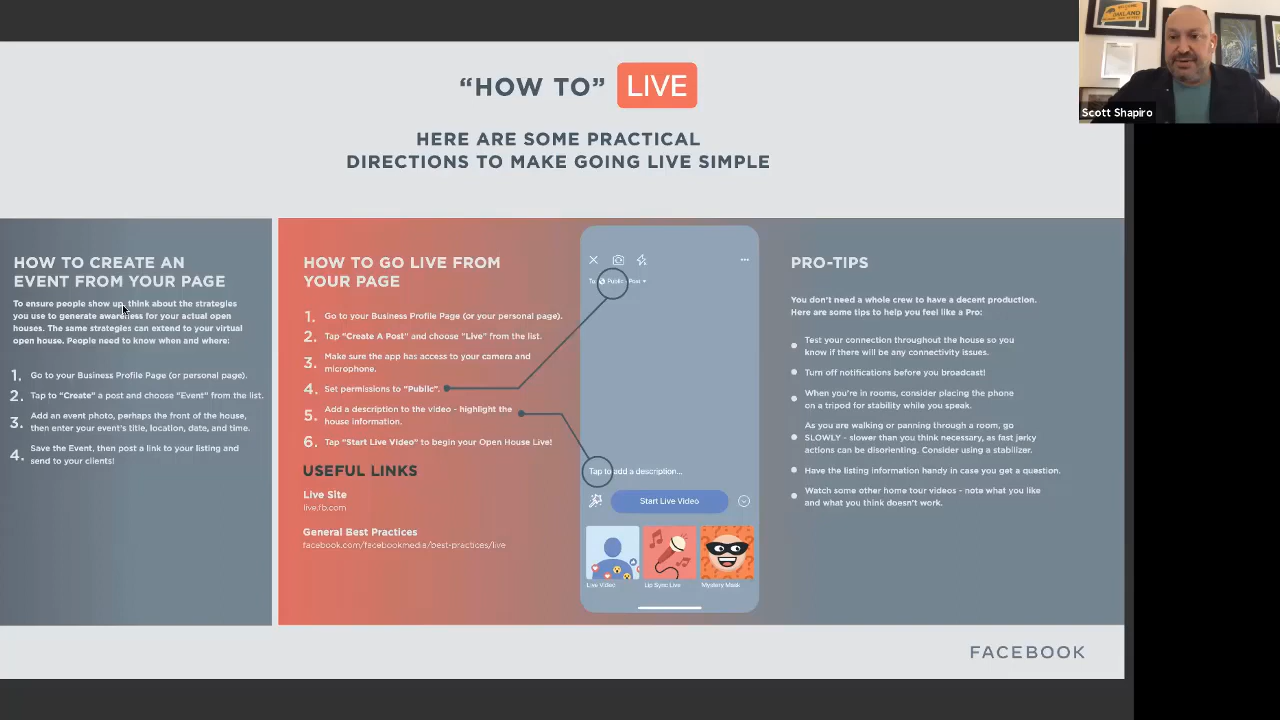 “HOW TO” LIVE
HERE ARE SOME PRACTICAL
DIRECTIONS TO MAKE GOING LIVE SIMPLE
Scott Shapiro
HOW TO CREATE AN
EVENT FROM YOUR PAGE
To ensure people show up, think about the strategies
you use to generate awareness for your actual open
houses. The same strategies can extend to your virtual
open house. People need to know when and where:
1. Go to your Business Profile Page (or personal page).
2. Tap to “Create” a post and choose “Event” from the list.
3. Add an event photo, perhaps the front of the house,
then enter your event's title, location, date, and time.
4. Save the Event, then post a link to your listing and
send to your clients!
HOW TO GO LIVE FROM
YOUR PAGE
1. Go to your Business Profile Page (or your personal page).
2. Tap “Create A Post” and choose “Live” from the list.
3. Make sure the app has access to your camera and
microphone.
4. Set permissions to “Public”.
5. Add a description to the video - highlight the
house information.
6. Tap “Start Live Video” to begin your Open House Live!
USEFUL LINKS
Live Site
live.fb.com
General Best Practices
facebook.com/facebookmedia/best-practices/live
To Public Post
Tap to add a description...
Start Live Video
Live Video
Lip Sync Live
Mystery Mask
PRO-TIPS
You don't need a whole crew to have a decent production.
Here are some tips to help you feel like a Pro:
Test your connection throughout the house so you
know if there will be any connectivity issues.
Turn off notifications before you broadcast!
When you're in rooms, consider placing the phone
on a tripod for stability while you speak.
As you are walking or panning through a room, go
SLOWLY - slower than you think necessary, as fast jerky
actions can be disorienting. Consider using a stabilizer.
Have the listing information handy in case you get a question.
Watch some other home tour videos - note what you like
and what you think doesn't work.
FACEBOOK